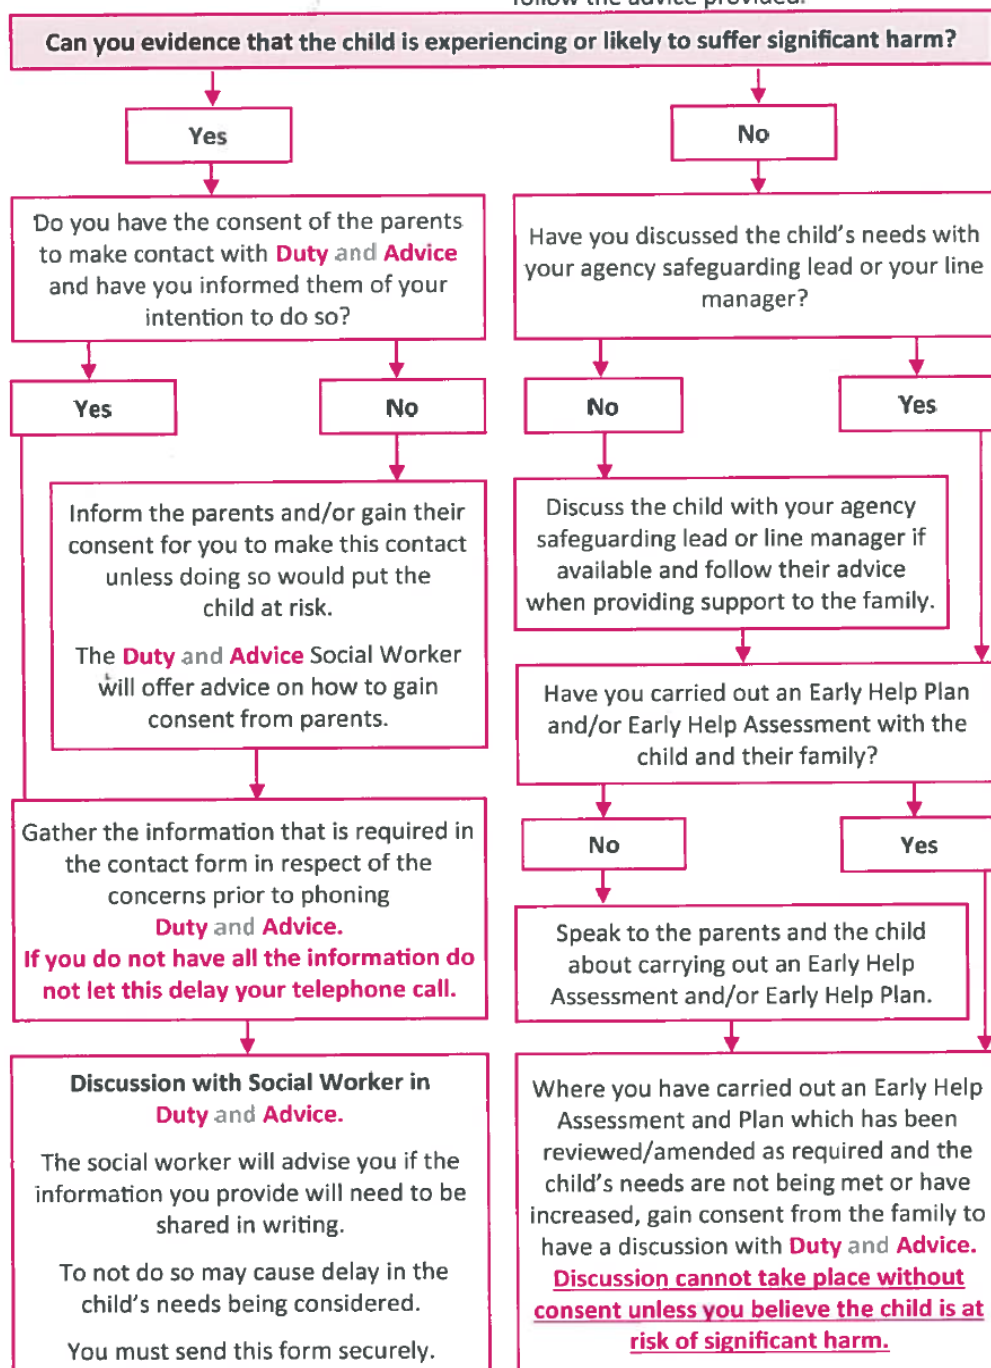 follow the advice provided.
Can you evidence that the child is experiencing or likely to suffer significant harm?
Yes
Do you have the consent of the parents
to make contact with Duty and Advice
and have you informed them of your
intention to do so?
Yes
No
Inform the parents and/or gain their
consent for you to make this contact
unless doing so would put the
child at risk.
The Duty and Advice Social Worker
will offer advice on how to gain
consent from parents.
Gather the information that is required in
the contact form in respect of the
concerns prior to phoning
Duty and Advice.
If you do not have all the information do
not let this delay your telephone call.
Discussion with Social Worker in
Duty and Advice.
The social worker will advise you if the
information you provide will need to be
shared in writing.
To not do so may cause delay in the
child's needs being considered.
You must send this form securely.
No
Have you discussed the child's needs with
your agency safeguarding lead or your line
manager?
No
Yes
Discuss the child with your agency
safeguarding lead or line manager if
available and follow their advice
when providing support to the family.
Have you carried out an Early Help Plan
and/or Early Help Assessment with the
child and their family?
No
Yes
Speak to the parents and the child
about carrying out an Early Help
Assessment and/or Early Help Plan.
Where you have carried out an Early Help
Assessment and Plan which has been
reviewed/amended as required and the
child's needs are not being met or have
increased, gain consent from the family to
have a discussion with Duty and Advice.
Discussion cannot take place without
consent unless you believe the child is at
risk of significant harm.